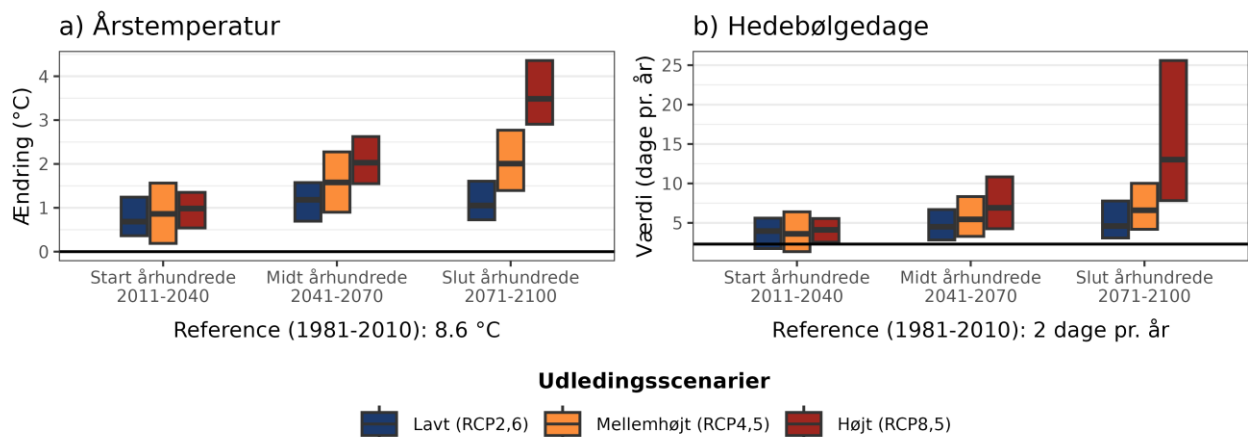 a) Årstemperatur
Ændring (°C)
4
3
2
1
0
Start århundrede
2011-2040
Midt århundrede
2041-2070
Slut århundrede
2071-2100
Reference (1981-2010): 8.6 °C
b) Hedebølgedage
Værdi (dage pr. år)
25
20
15
10
5
Start århundrede
2011-2040
Midt århundrede
2041-2070
Slut århundrede
2071-2100
Reference (1981-2010): 2 dage pr. år
Udledingsscenarier
Lavt (RCP2,6)
Mellemhøjt (RCP4,5)
Højt (RCP8,5)